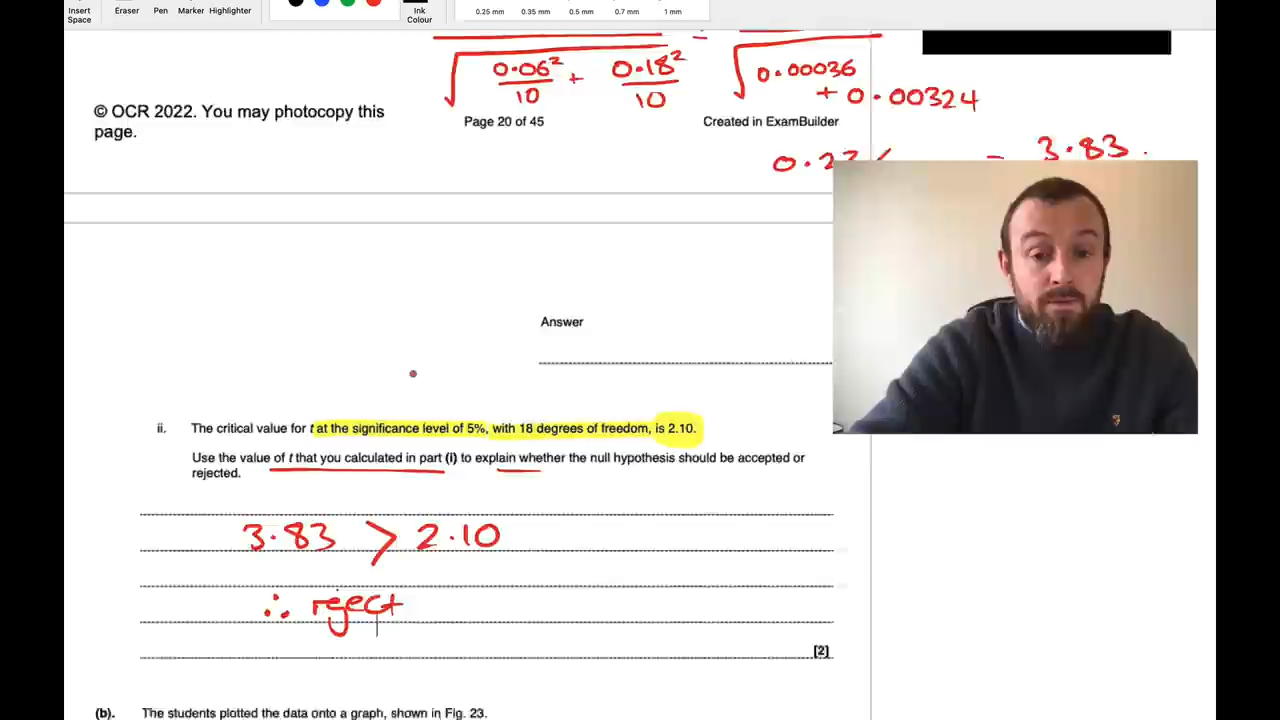 Insert
Space
Eraser
Pen
Marker
Highlighter
Ink
Colour
0.25 mm
0.35 mm
0.5 mm
0.7 mm
1 mm
0.06² / 10 + 0.18² / 10
=
0.00036
+ 0.00324
© OCR 2022. You may photocopy this
page.
Page 20 of 45
Created in ExamBuilder
= 3.83
Answer
ii. The critical value for t at the significance level of 5%, with 18 degrees of freedom, is 2.10.
Use the value of t that you calculated in part (i) to explain whether the null hypothesis should be accepted or
rejected.
3.83 > 2.10
∴ reject
[2]
(b). The students plotted the data onto a graph, shown in Fig. 23.